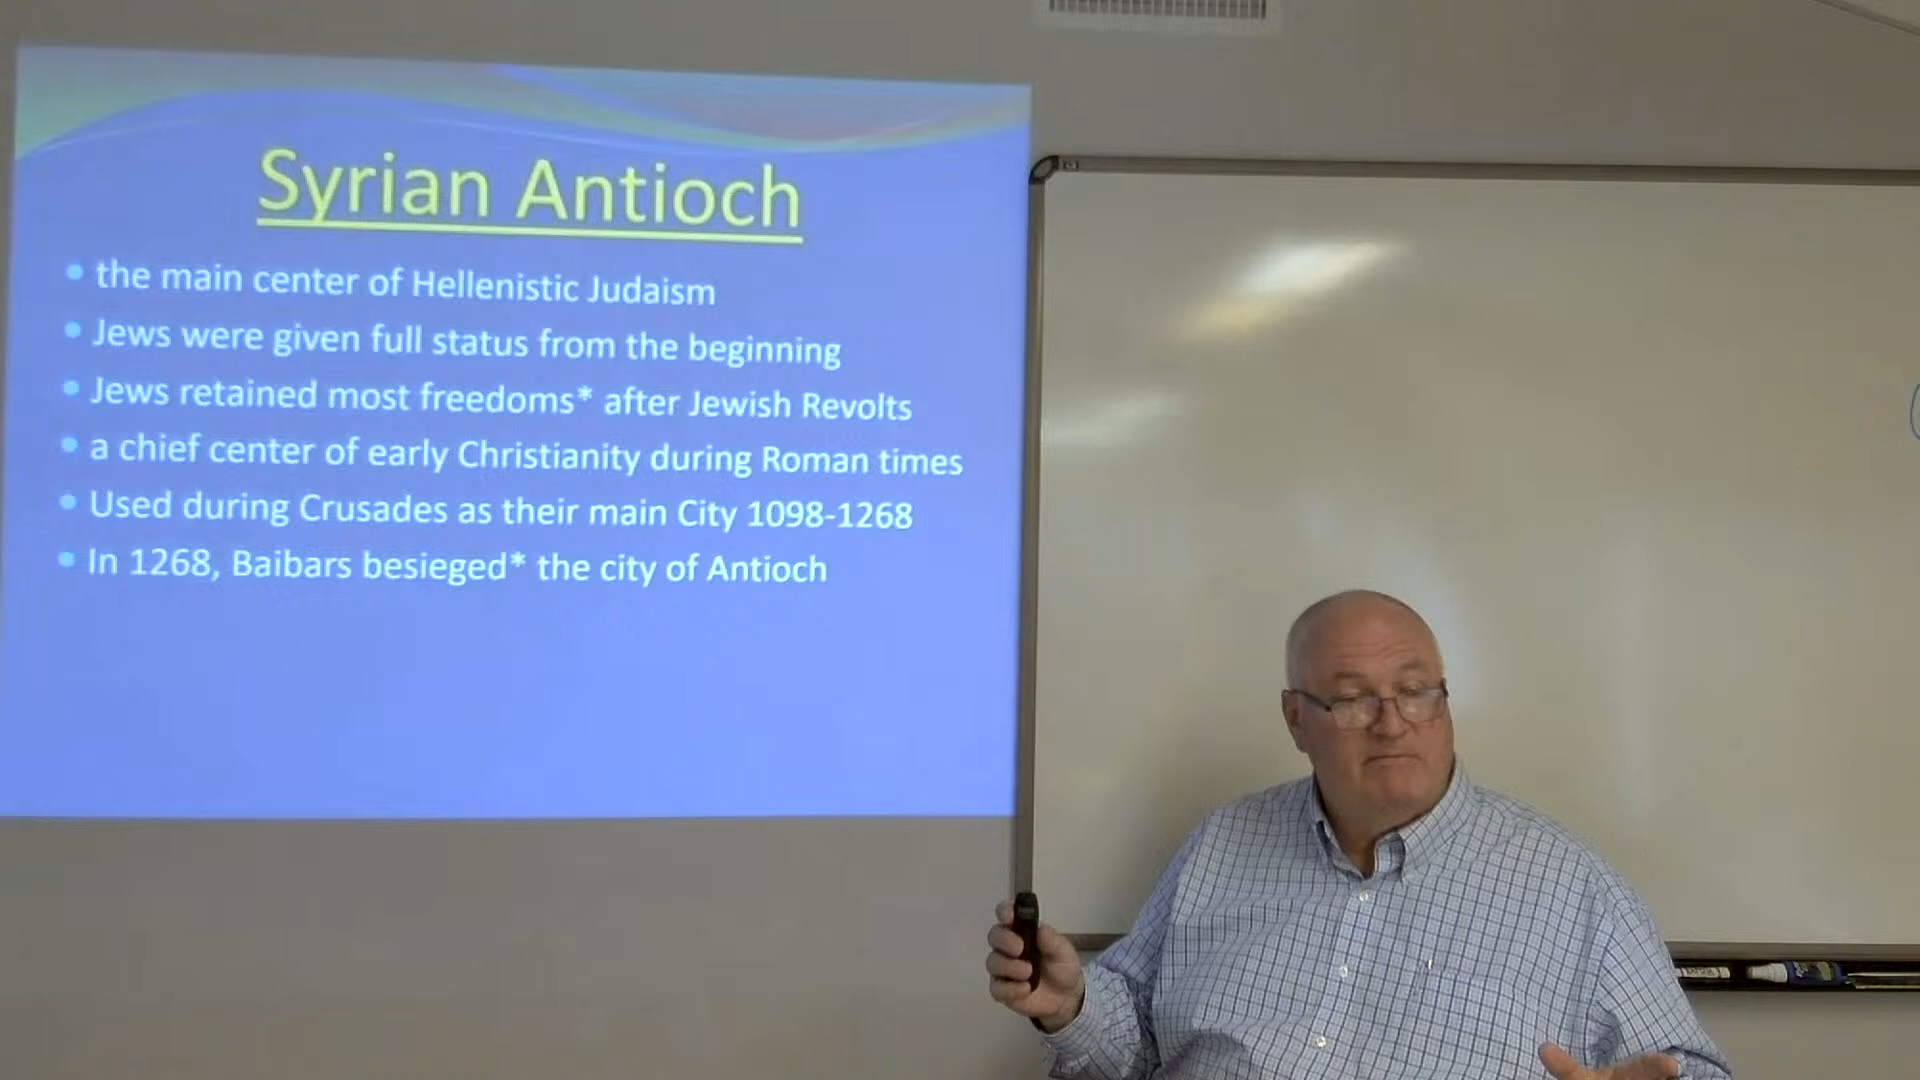 Syrian Antioch
• the main center of Hellenistic Judaism
• Jews were given full status from the beginning
• Jews retained most freedoms* after Jewish Revolts
• a chief center of early Christianity during Roman times
• Used during Crusades as their main City 1098-1268
• In 1268, Baibars besieged* the city of Antioch